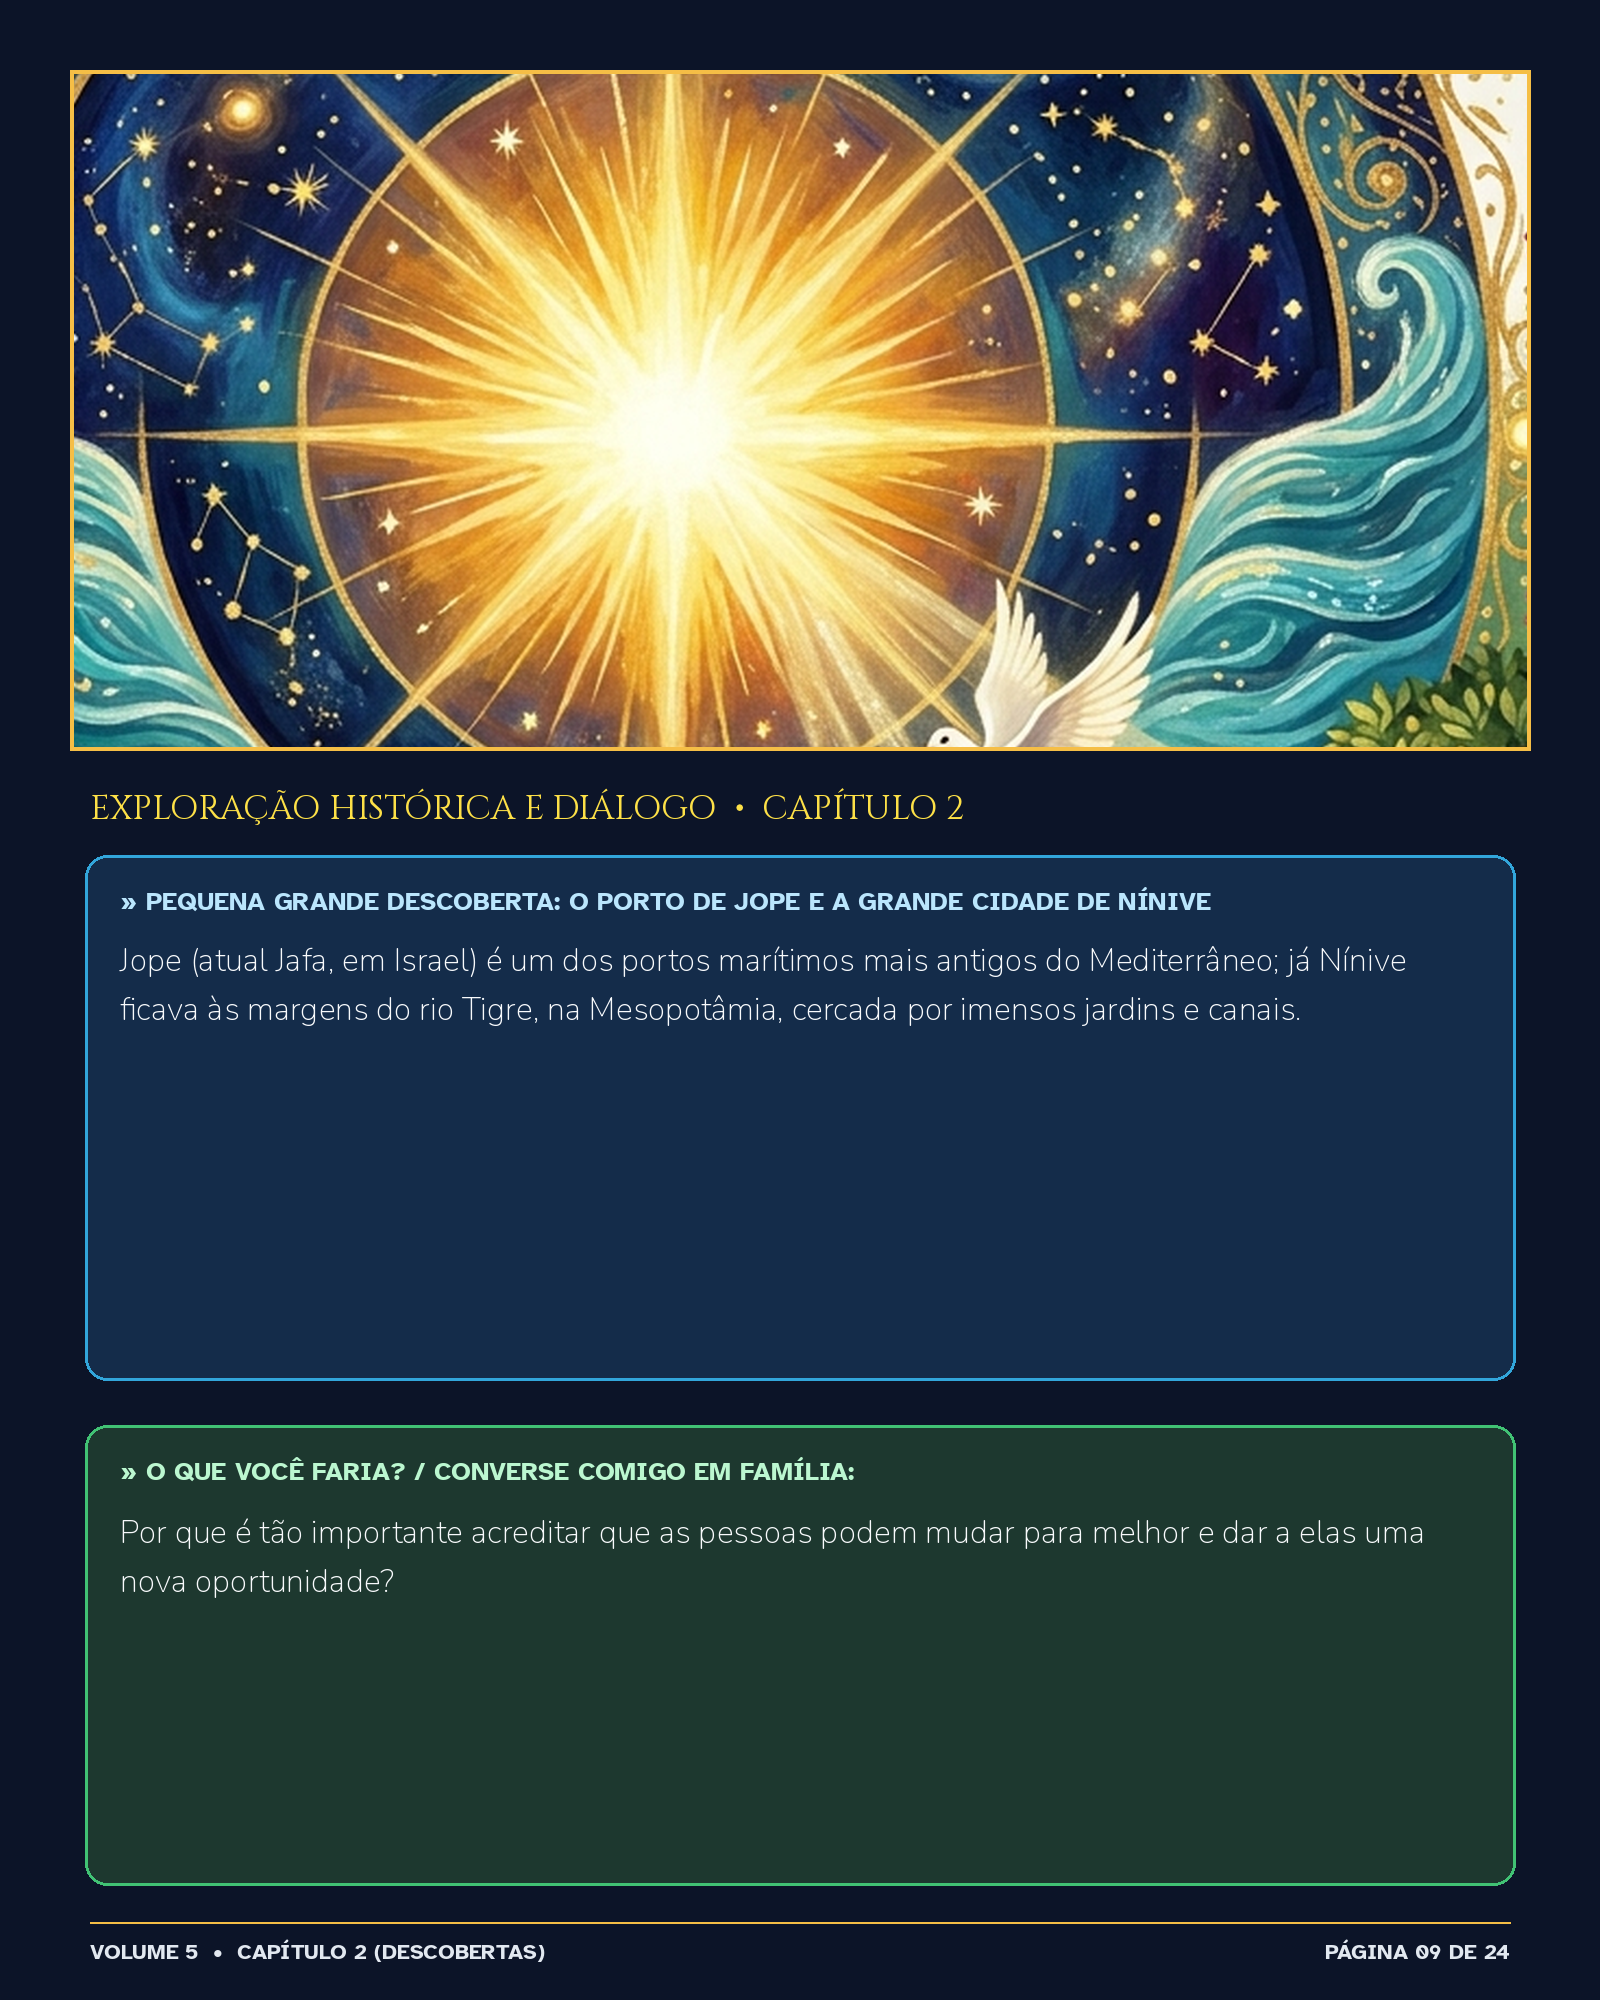 EXPLORAÇÃO HISTÓRICA E DIÁLOGO • CAPÍTULO 2
» PEQUENA GRANDE DESCOBERTA: O PORTO DE JOPE E A GRANDE CIDADE DE NÍNIVE
Jope (atual Jafa, em Israel) é um dos portos marítimos mais antigos do Mediterrâneo; já Nínive
ficava às margens do rio Tigre, na Mesopotâmia, cercada por imensos jardins e canais.
» O QUE VOCÊ FARIA? / CONVERSE COMIGO EM FAMÍLIA:
Por que é tão importante acreditar que as pessoas podem mudar para melhor e dar a elas uma
nova oportunidade?
VOLUME 5 • CAPÍTULO 2 (DESCOBERTAS)
PÁGINA 09 DE 24